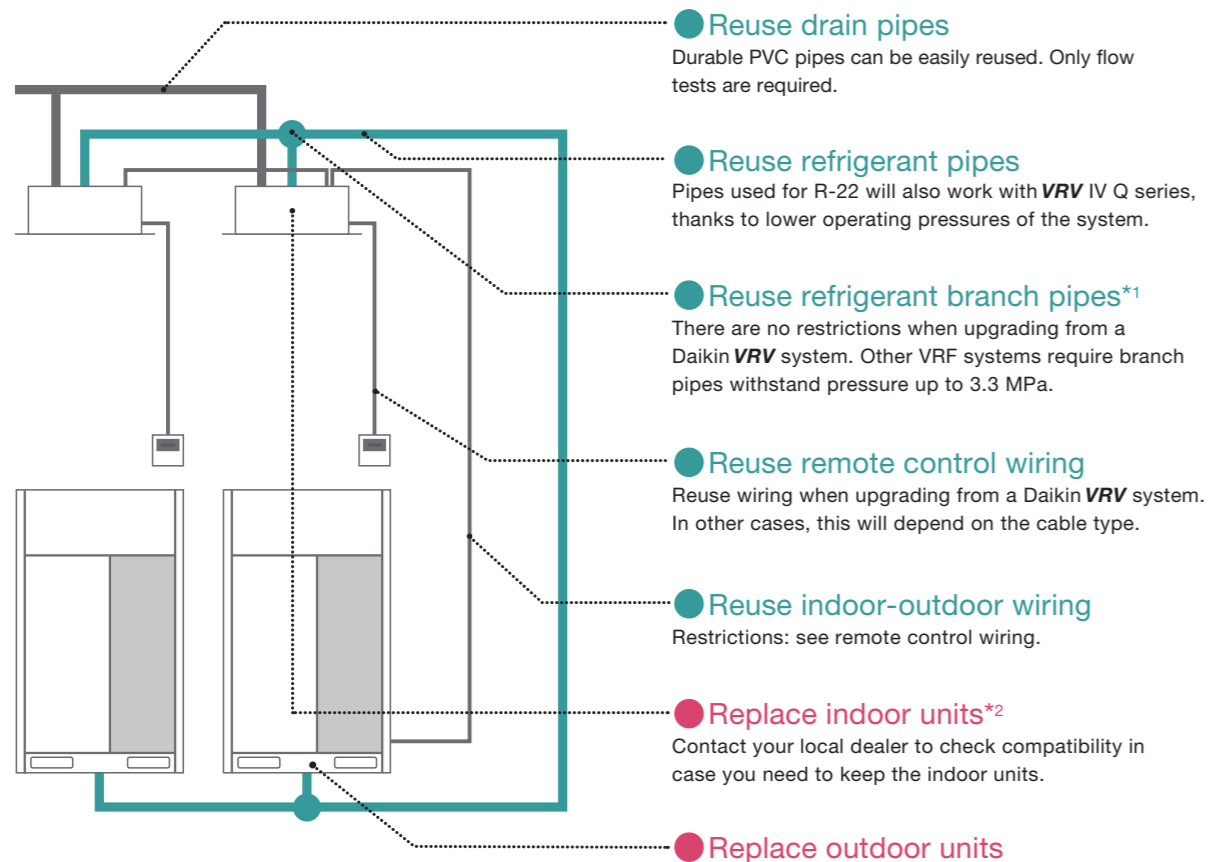 Reuse drain pipes
Durable PVC pipes can be easily reused. Only flow
tests are required.
Reuse refrigerant pipes
Pipes used for R-22 will also work with VRV IV Q series,
thanks to lower operating pressures of the system.
Reuse refrigerant branch pipes*1
There are no restrictions when upgrading from a
Daikin VRV system. Other VRF systems require branch
pipes withstand pressure up to 3.3 MPa.
Reuse remote control wiring
Reuse wiring when upgrading from a Daikin VRV system.
In other cases, this will depend on the cable type.
Reuse indoor-outdoor wiring
Restrictions: see remote control wiring.
Replace indoor units*2
Contact your local dealer to check compatibility in
case you need to keep the indoor units.
Replace outdoor units